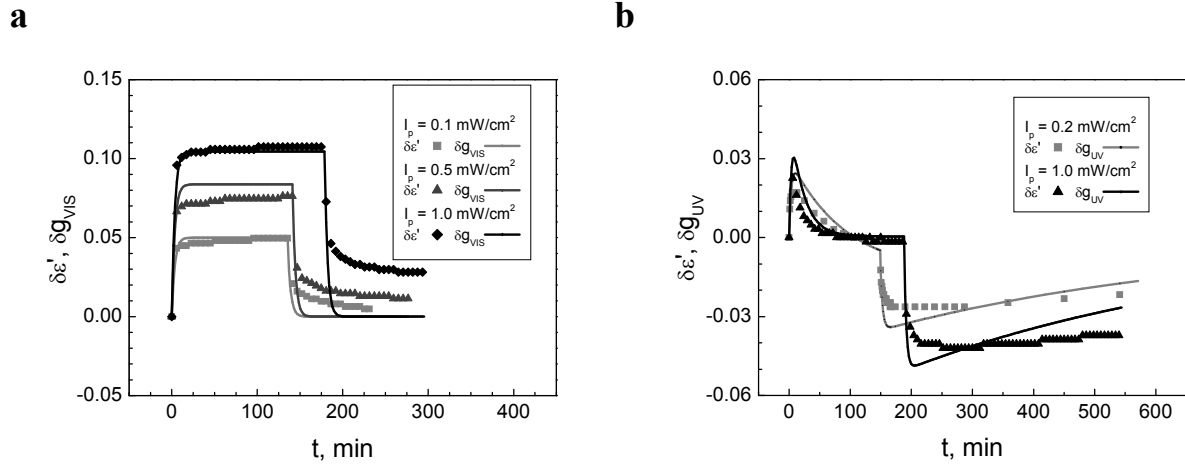 a
0.15
0.10
0.05
0.00
-0.05
0
100
200
300
400
t, min
δε', δg_VIS
I_p = 0.1 mW/cm²
δε' δg_VIS
I_p = 0.5 mW/cm²
δε' δg_VIS
I_p = 1.0 mW/cm²
δε' δg_VIS
b
0.06
0.03
0.00
-0.03
-0.06
0
100
200
300
400
500
600
t, min
δε', δg_UV
I_p = 0.2 mW/cm²
δε' δg_UV
I_p = 1.0 mW/cm²
δε' δg_UV